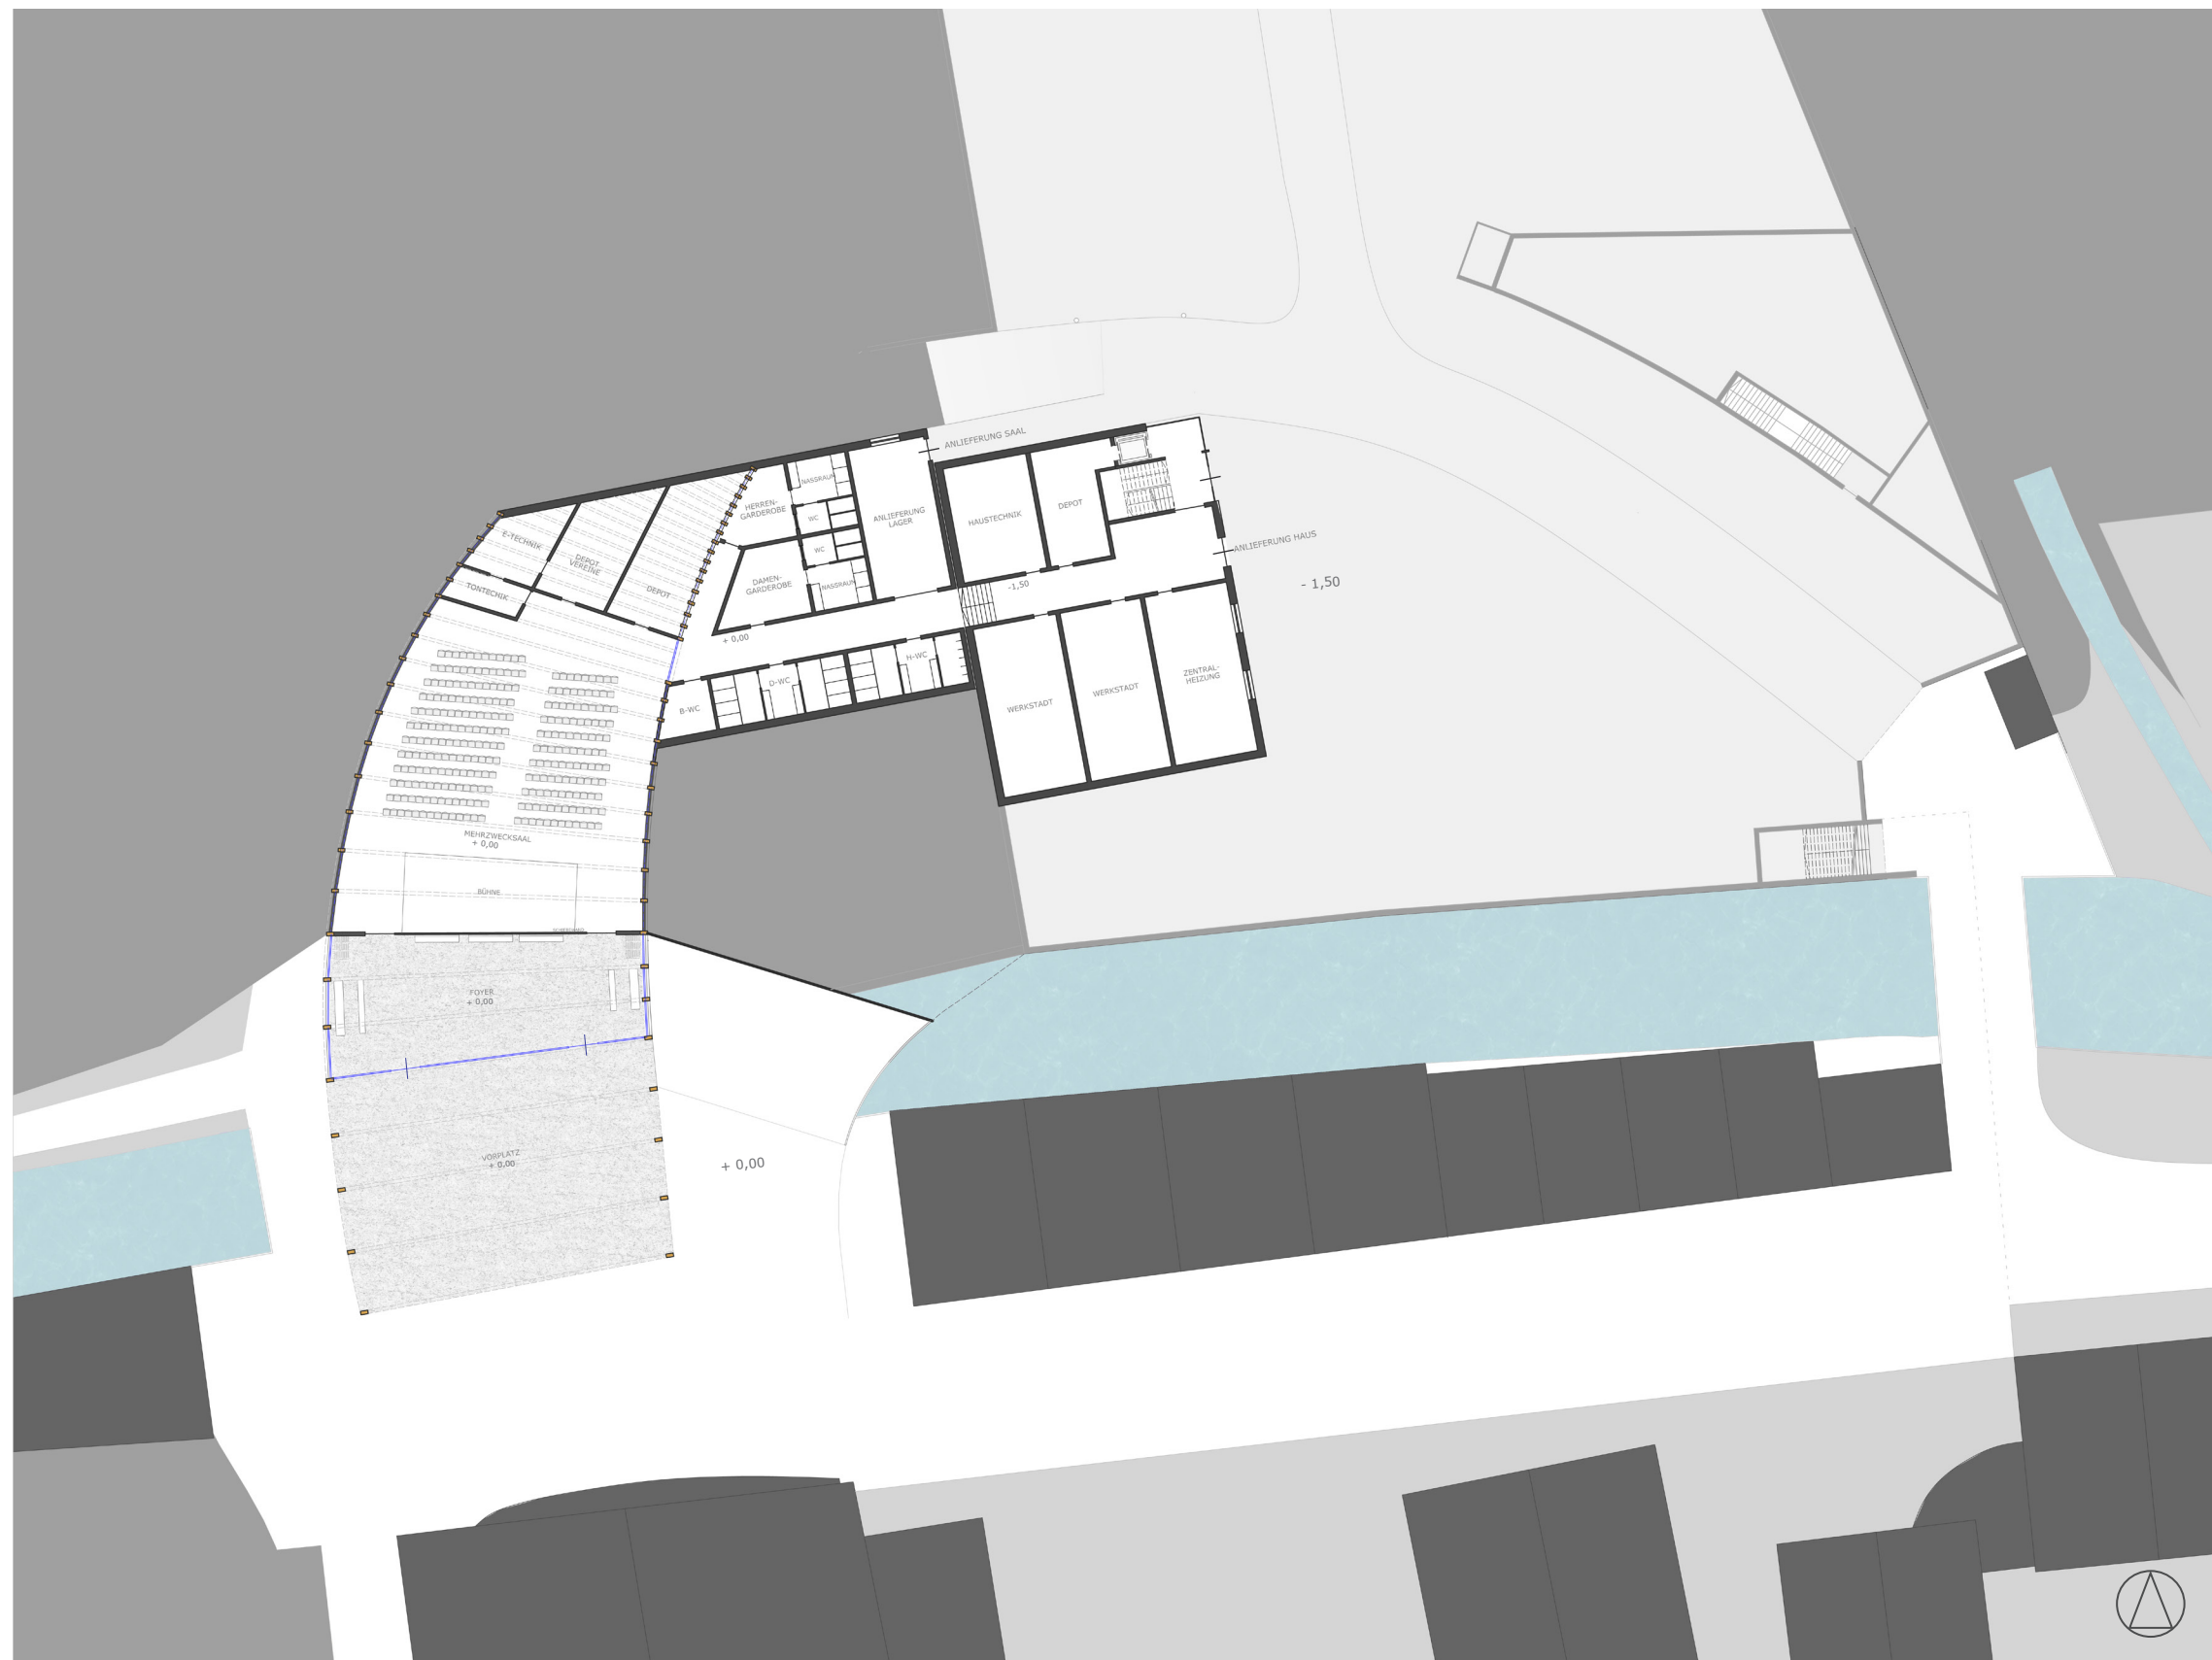 ANLIEFERUNG SAAL
NASSRAUM
HERREN-
GARDEROBE
WC
ANLIEFERUNG
LAGER
HAUSTECHNIK
DEPOT
E-TECHNIK
DEPOT
VEREINE
DEPOT
TONTECHIK
WC
DAMEN-
GARDEROBE
NASSRAUM
-1,50
ANLIEFERUNG HAUS
- 1,50
+ 0,00
H-WC
D-WC
B-WC
WERKSTADT
WERKSTADT
ZENTRAL-
HEIZUNG
MEHRZWECKSAAL
+ 0,00
BÜHNE
FOYER
+ 0,00
VORPLATZ
+ 0,00
+ 0,00